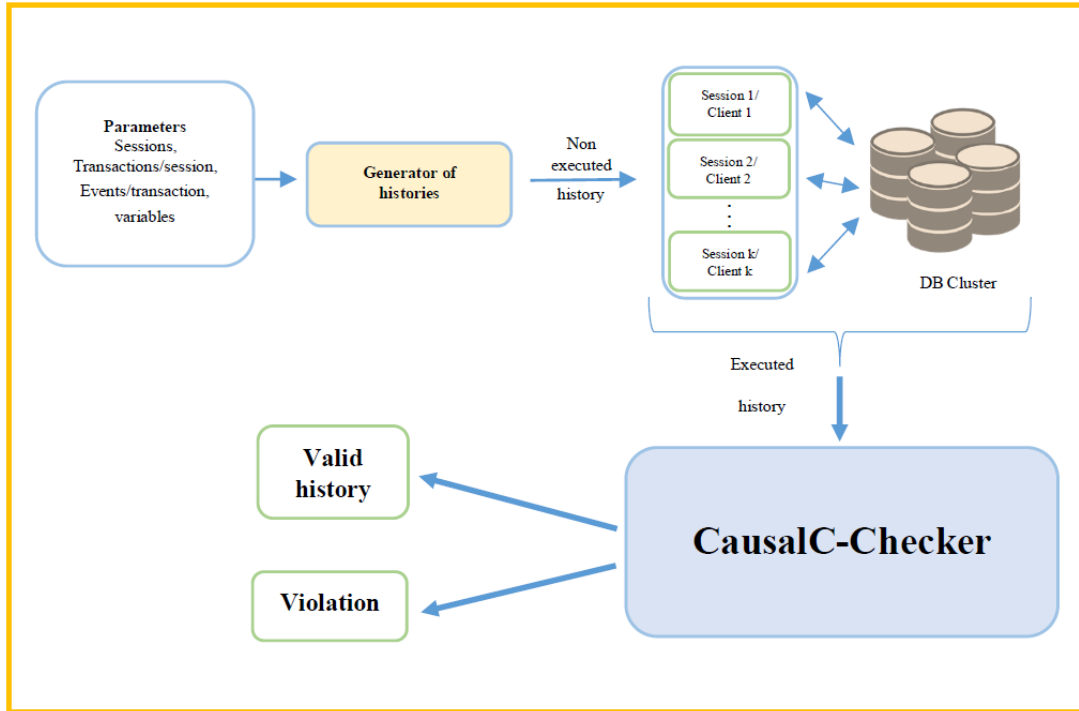 Parameters
Sessions,
Transactions/session,
Events/transaction,
variables
Generator of
histories
Non
executed
history
Session 1/
Client 1
Session 2/
Client 2
Session k/
Client k
DB Cluster
Executed
history
Valid
history
Violation
CausalC-Checker